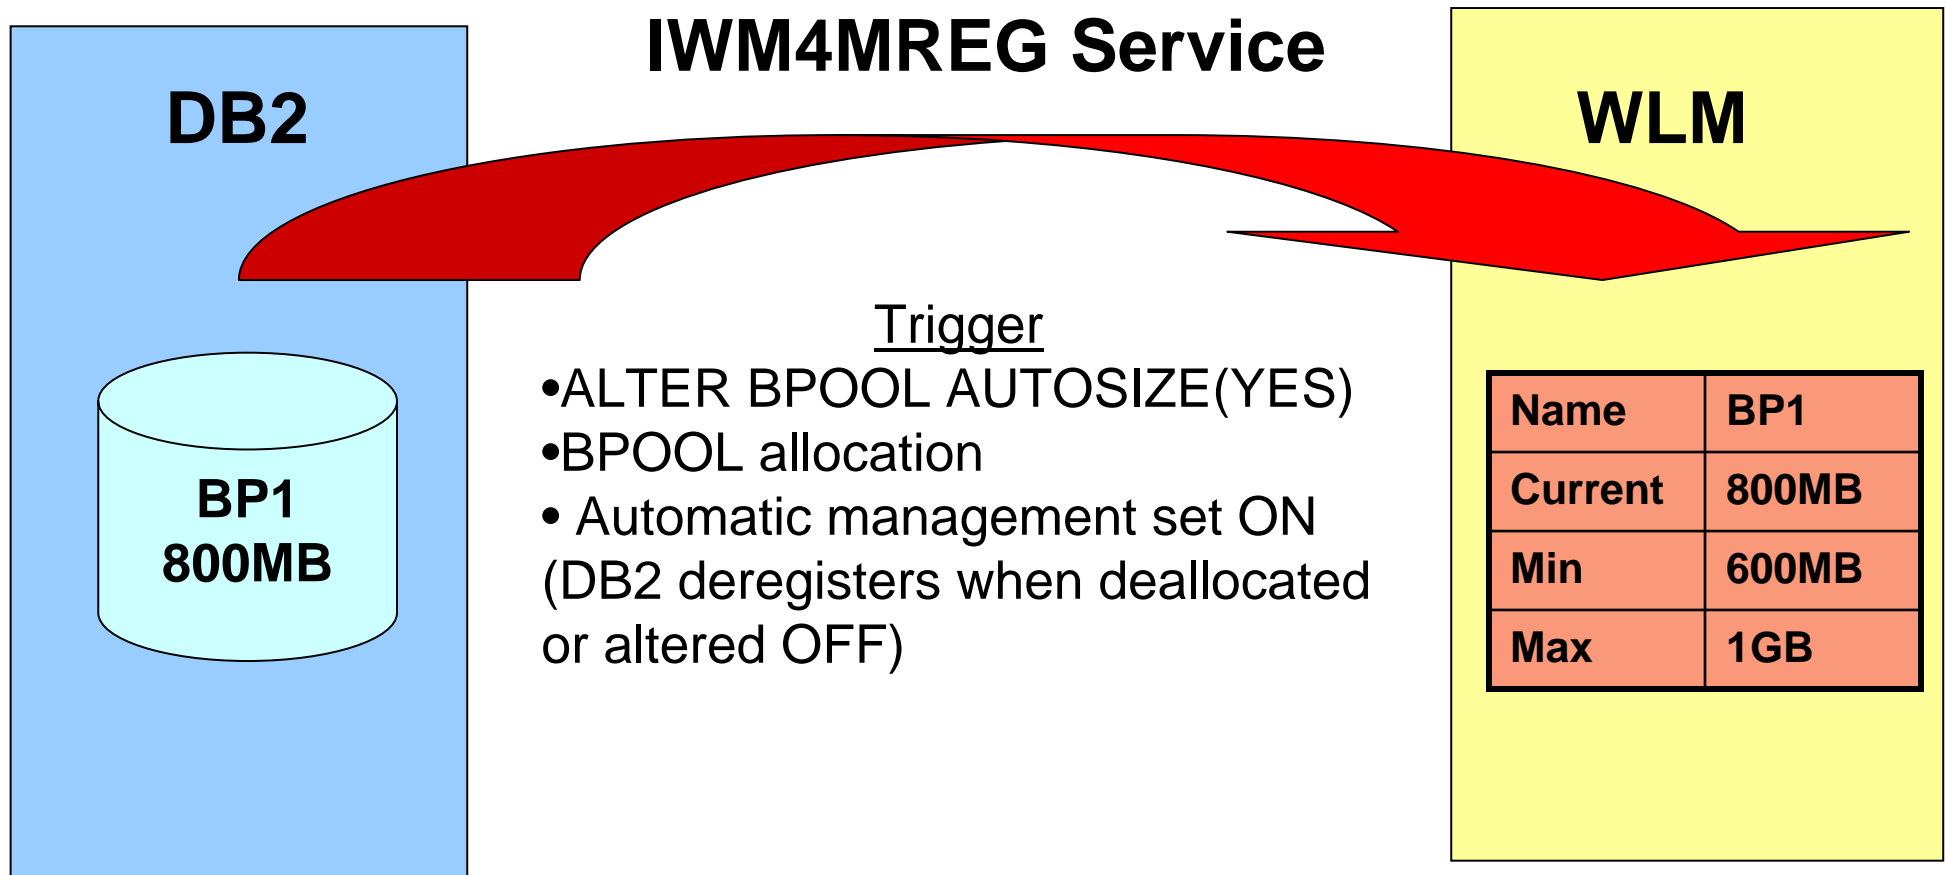 IWM4MREG Service
DB2
WLM
BP1
800MB
Trigger
•ALTER BPOOL AUTOSIZE(YES)
•BPOOL allocation
• Automatic management set ON
(DB2 deregisters when deallocated
or altered OFF)
Name BP1
Current 800MB
Min 600MB
Max 1GB